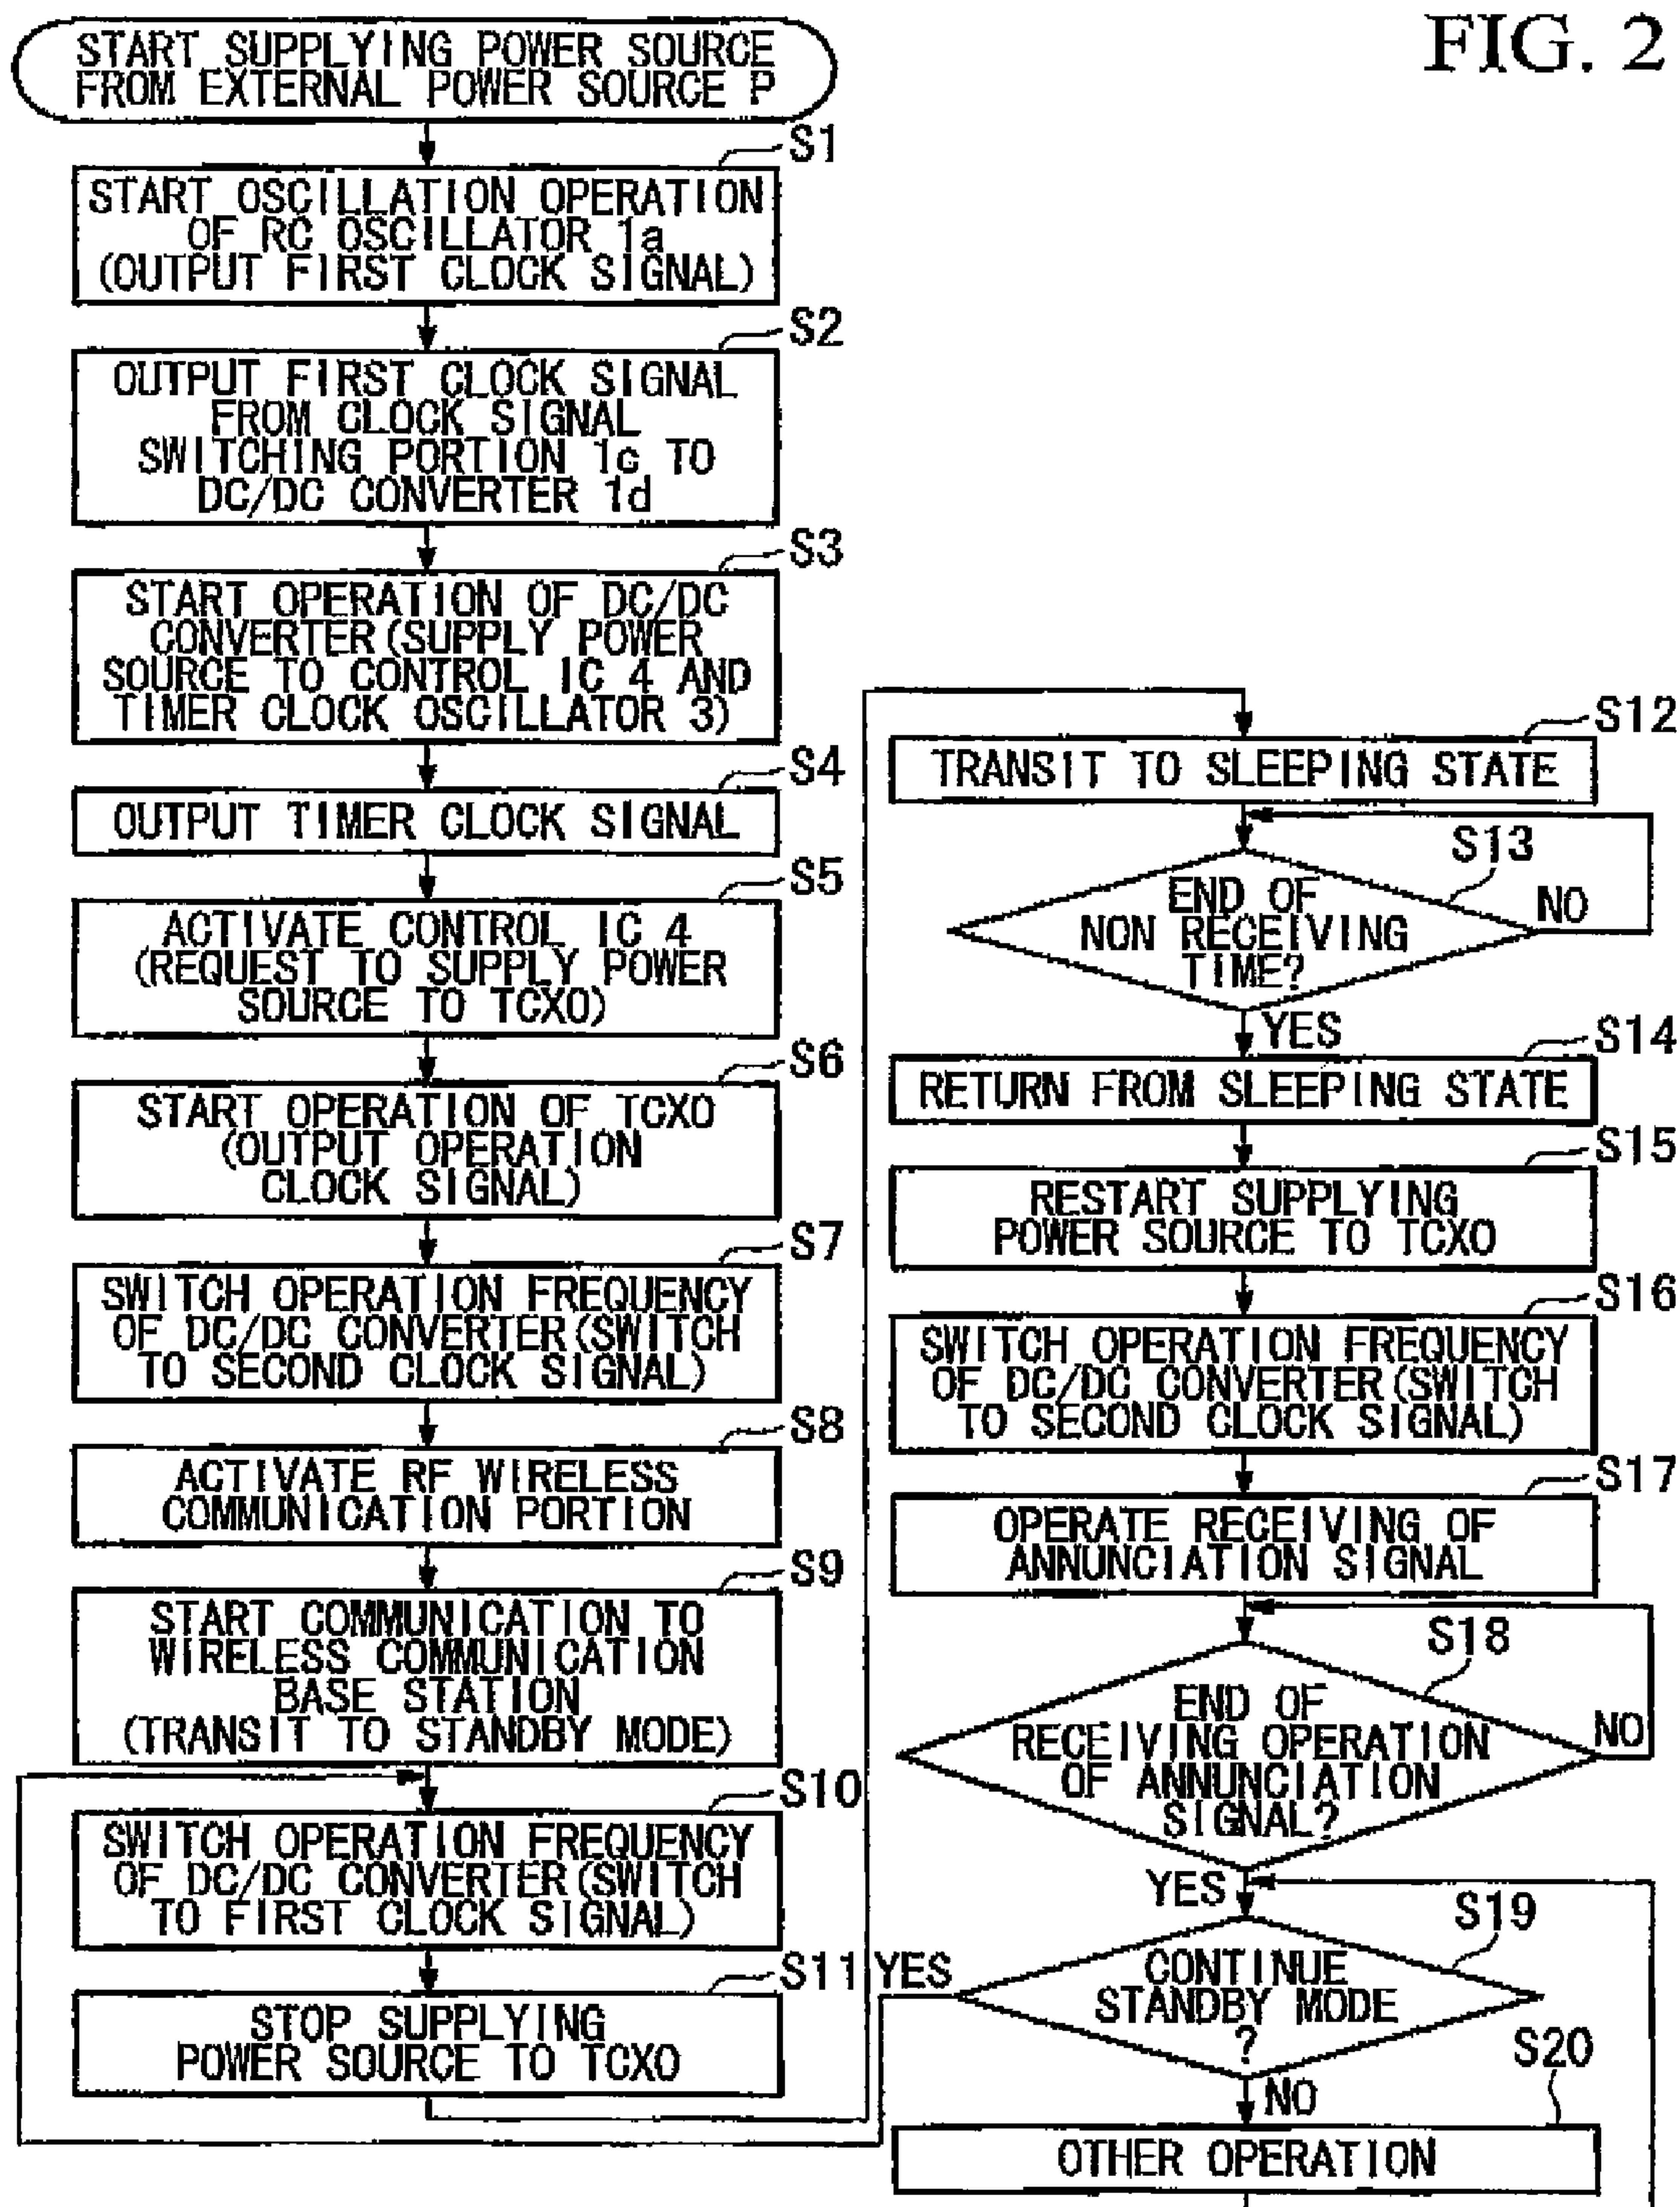 FIG. 2
START SUPPLYING POWER SOURCE
FROM EXTERNAL POWER SOURCE P
S1
START OSCILLATION OPERATION
OF RC OSCILLATOR 1a
(OUTPUT FIRST CLOCK SIGNAL)
S2
OUTPUT FIRST CLOCK SIGNAL
FROM CLOCK SIGNAL
SWITCHING PORTION 1c TO
DC/DC CONVERTER 1d
S3
START OPERATION OF DC/DC
CONVERTER(SUPPLY POWER
SOURCE TO CONTROL IC 4 AND
TIMER CLOCK OSCILLATOR 3)
S4
OUTPUT TIMER CLOCK SIGNAL
S5
ACTIVATE CONTROL IC 4
(REQUEST TO SUPPLY POWER
SOURCE TO TCXO)
S6
START OPERATION OF TCXO
(OUTPUT OPERATION
CLOCK SIGNAL)
S7
SWITCH OPERATION FREQUENCY
OF DC/DC CONVERTER(SWITCH
TO SECOND CLOCK SIGNAL)
S8
ACTIVATE RF WIRELESS
COMMUNICATION PORTION
S9
START COMMUNICATION TO
WIRELESS COMMUNICATION
BASE STATION
(TRANSIT TO STANDBY MODE)
S10
SWITCH OPERATION FREQUENCY
OF DC/DC CONVERTER(SWITCH
TO FIRST CLOCK SIGNAL)
S11
STOP SUPPLYING
POWER SOURCE TO TCXO
S12
TRANSIT TO SLEEPING STATE
S13
END OF
NON RECEIVING
TIME?
NO
YES
S14
RETURN FROM SLEEPING STATE
S15
RESTART SUPPLYING
POWER SOURCE TO TCXO
S16
SWITCH OPERATION FREQUENCY
OF DC/DC CONVERTER(SWITCH
TO SECOND CLOCK SIGNAL)
S17
OPERATE RECEIVING OF
ANNUNCIATION SIGNAL
S18
END OF
RECEIVING OPERATION
OF ANNUNCIATION
SIGNAL?
NO
YES
S19
YES
CONTINUE
STANDBY MODE
?
NO
S20
OTHER OPERATION